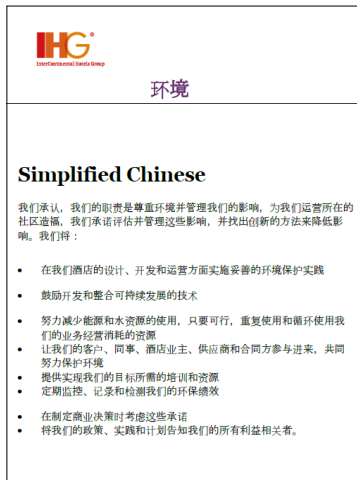 IHG®
InterContinental Hotels Group
环境
Simplified Chinese
我们承认，我们的职责是尊重环境并管理我们的影响，为我们运营所在的
社区造福，我们承诺评估并管理这些影响，并找出创新的方法来降低影
响。我们将：
• 在我们酒店的设计、开发和运营方面实施妥善的环境保护实践
• 鼓励开发和整合可持续发展的技术
• 努力减少能源和水资源的使用，只要可行，重复使用和循环使用我
们的业务经营消耗的资源
• 让我们的客户、同事、酒店业主、供应商和合同方参与进来，共同
努力保护环境
• 提供实现我们的目标所需的培训和资源
• 定期监控、记录和检测我们的环保绩效
• 在制定商业决策时考虑这些承诺
• 将我们的政策、实践和计划告知我们的所有利益相关者。